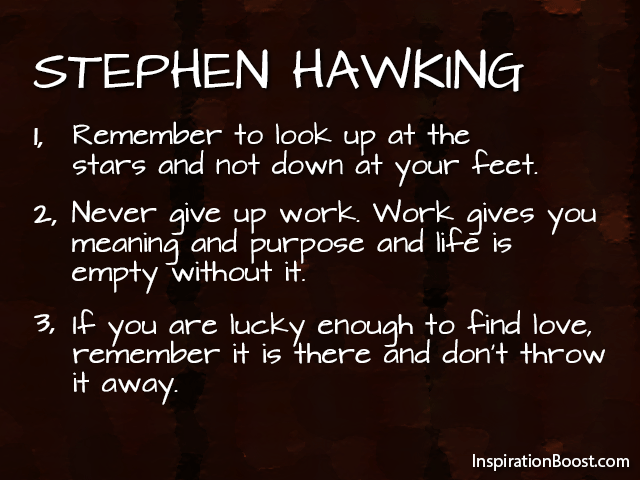 STEPHEN HAWKING
1, Remember to look up at the
stars and not down at your feet.
2, Never give up work. Work gives you
meaning and purpose and life is
empty without it.
3, If you are lucky enough to find love,
remember it is there and don't throw
it away.
InspirationBoost.com